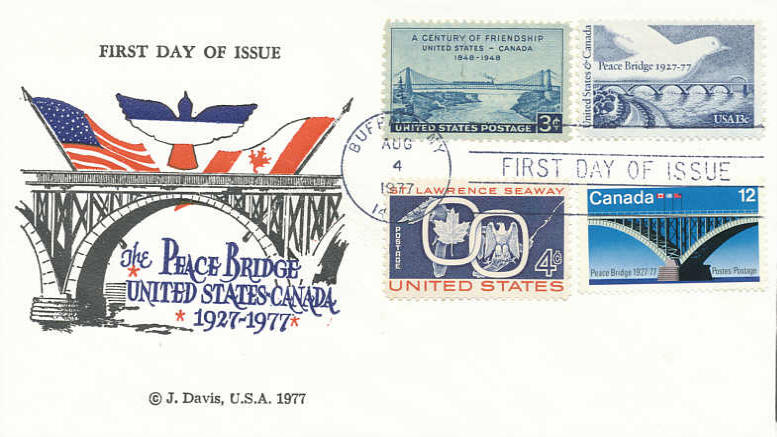 FIRST DAY OF ISSUE
The PEACE BRIDGE
UNITED STATES-CANADA
* 1927-1977 *
© J. Davis, U.S.A. 1977
A CENTURY OF FRIENDSHIP
UNITED STATES – CANADA
1848-1948
UNITED STATES POSTAGE
3¢
United States & Canada
Peace Bridge 1927-77
USA 13c
AUG
4
1977
FIRST DAY OF ISSUE
ST. LAWRENCE SEAWAY
POSTAGE
4¢
UNITED STATES
Canada 12
Peace Bridge 1927-77
Postes Postage